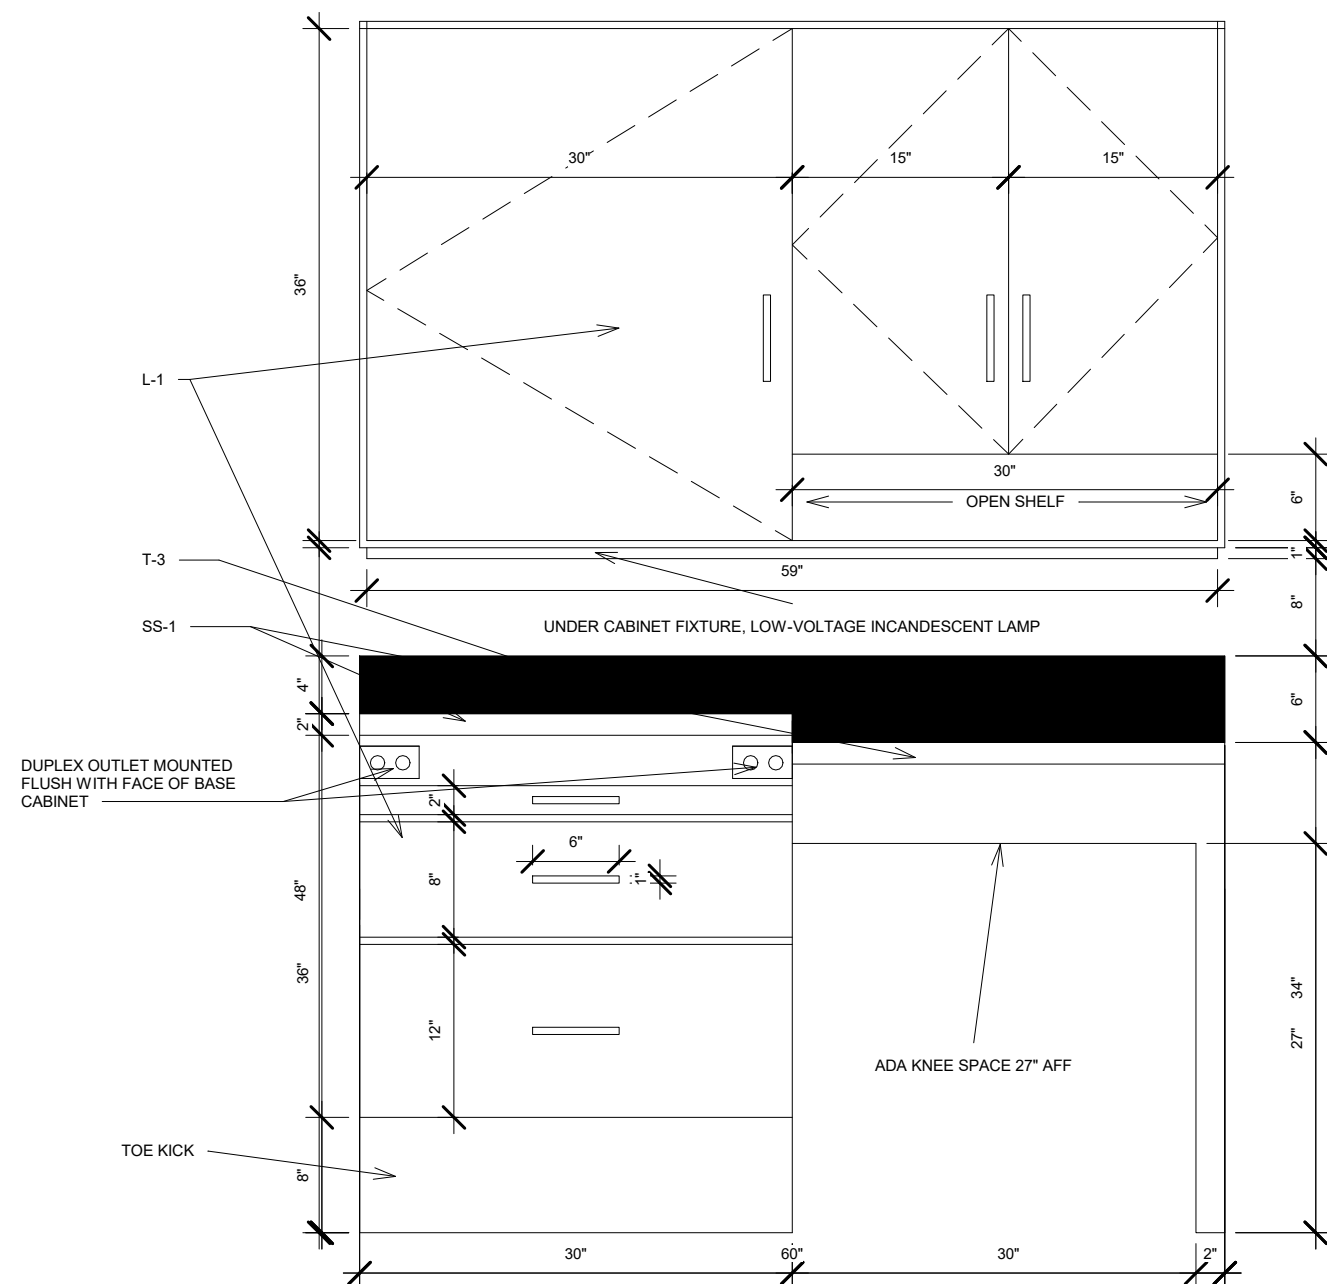 30"
15"
15"
36"
L-1
30"
OPEN SHELF
6"
1"
T-3
59"
8"
SS-1
UNDER CABINET FIXTURE, LOW-VOLTAGE INCANDESCENT LAMP
4"
6"
2"
DUPLEX OUTLET MOUNTED
FLUSH WITH FACE OF BASE
CABINET
2"
6"
8"
1"
48"
36"
34"
12"
27"
ADA KNEE SPACE 27" AFF
TOE KICK
8"
30"
60"
30"
2"